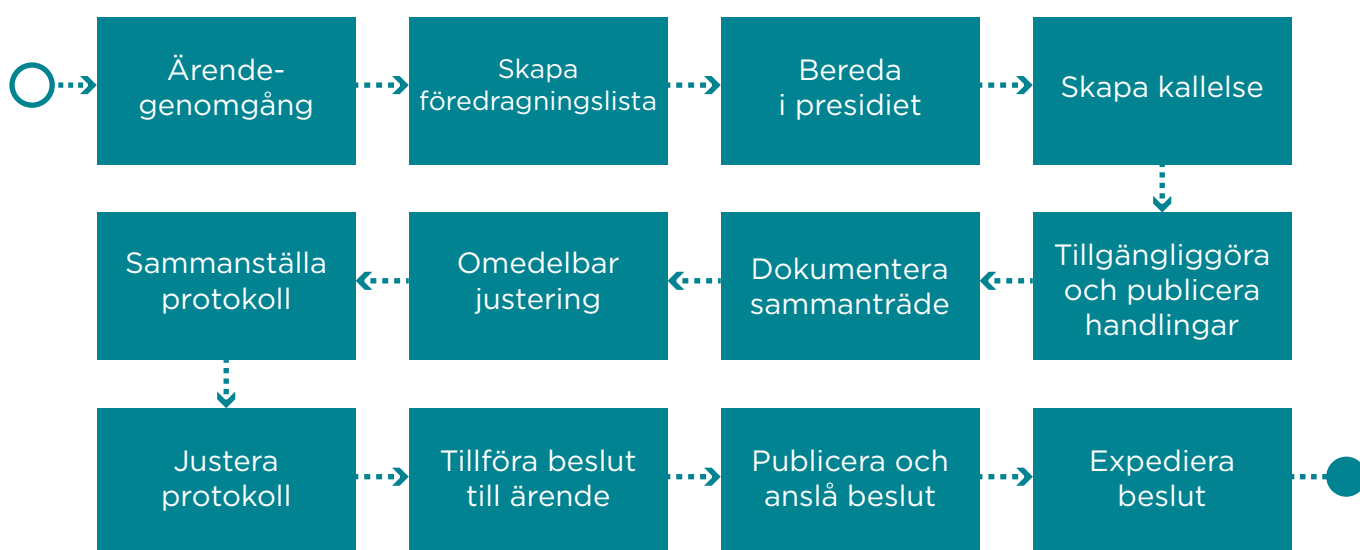 Ärende-
genomgång
Skapa
föredragningslista
Bereda
i presidiet
Skapa kallelse
Tillgängliggöra
och publicera
handlingar
Dokumentera
sammanträde
Omedelbar
justering
Sammanställa
protokoll
Justera
protokoll
Tillföra beslut
till ärende
Publicera och
anslå beslut
Expediera
beslut